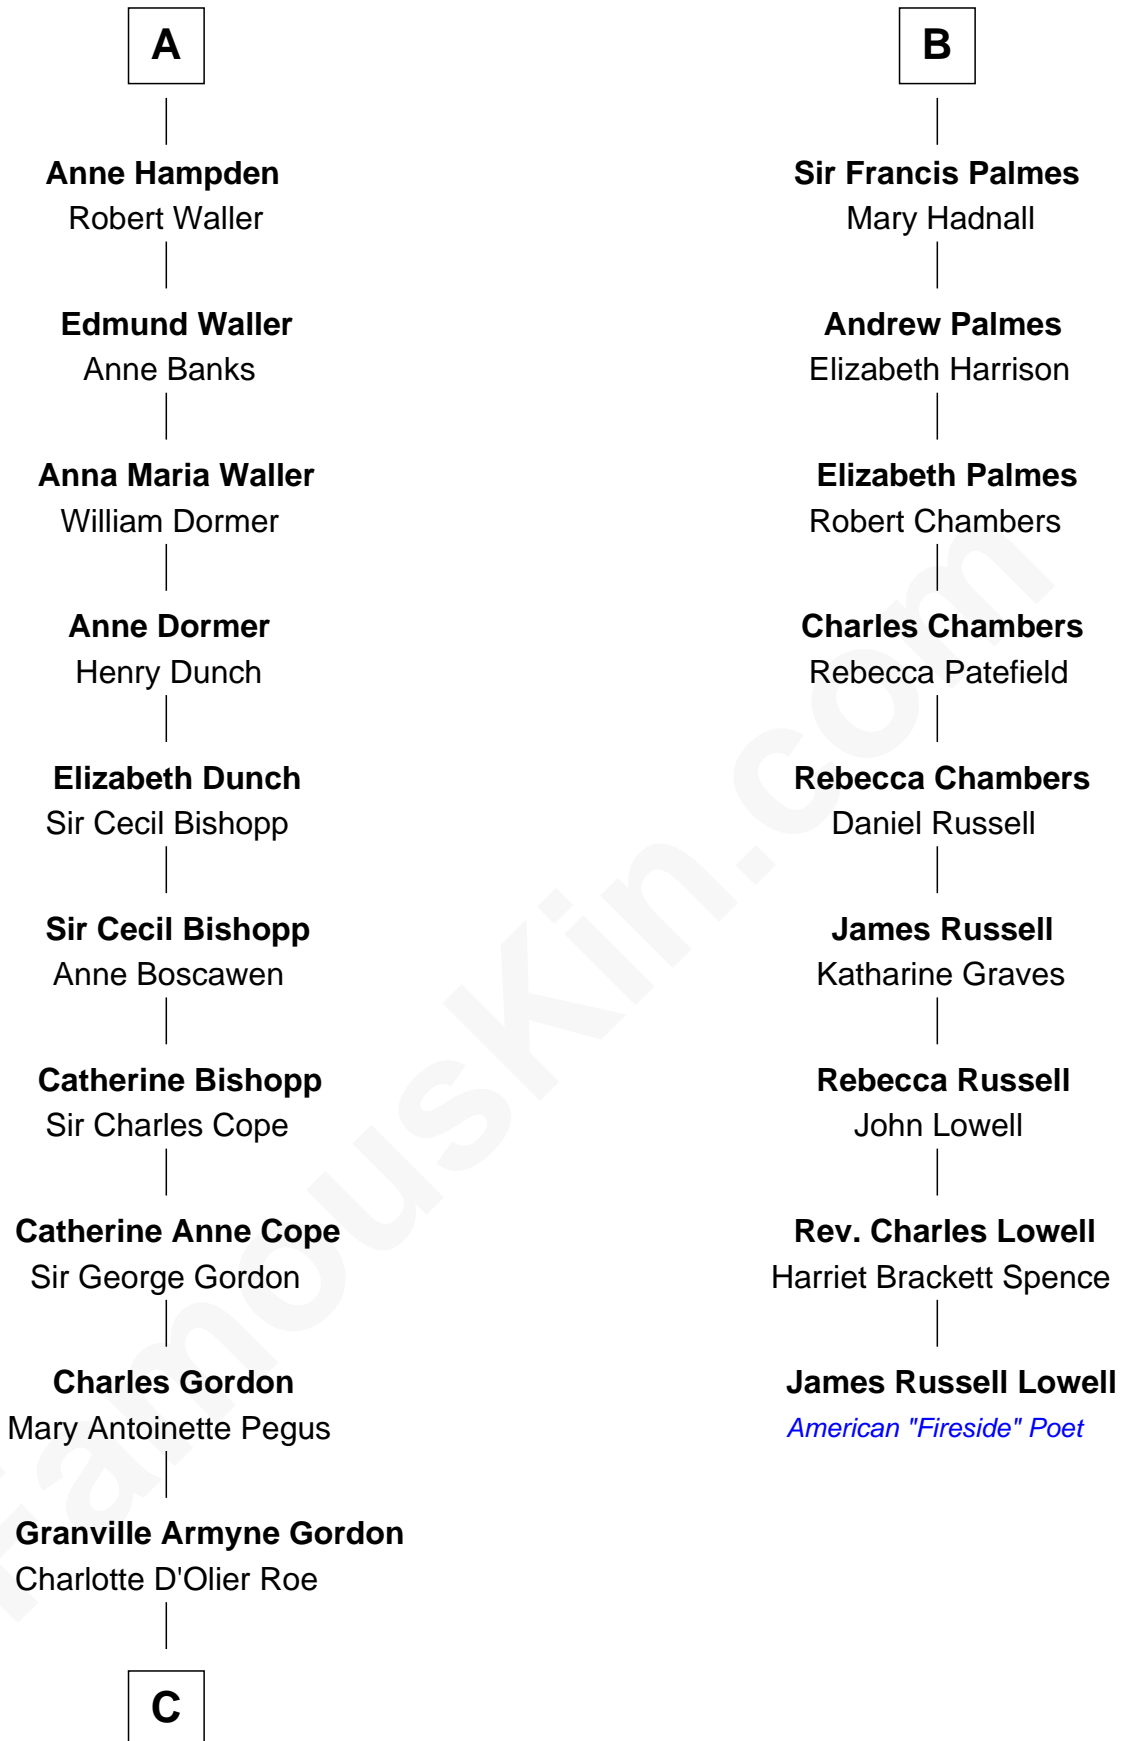 A
Anne Hampden
Robert Waller
Edmund Waller
Anne Banks
Anna Maria Waller
William Dormer
Anne Dormer
Henry Dunch
Elizabeth Dunch
Sir Cecil Bishopp
Sir Cecil Bishopp
Anne Boscawen
Catherine Bishopp
Sir Charles Cope
Catherine Anne Cope
Sir George Gordon
Charles Gordon
Mary Antoinette Pegus
Granville Armyne Gordon
Charlotte D'Olier Roe
C
B
Sir Francis Palmes
Mary Hadnall
Andrew Palmes
Elizabeth Harrison
Elizabeth Palmes
Robert Chambers
Charles Chambers
Rebecca Patefield
Rebecca Chambers
Daniel Russell
James Russell
Katharine Graves
Rebecca Russell
John Lowell
Rev. Charles Lowell
Harriet Brackett Spence
James Russell Lowell
American "Fireside" Poet
FamousKin.com